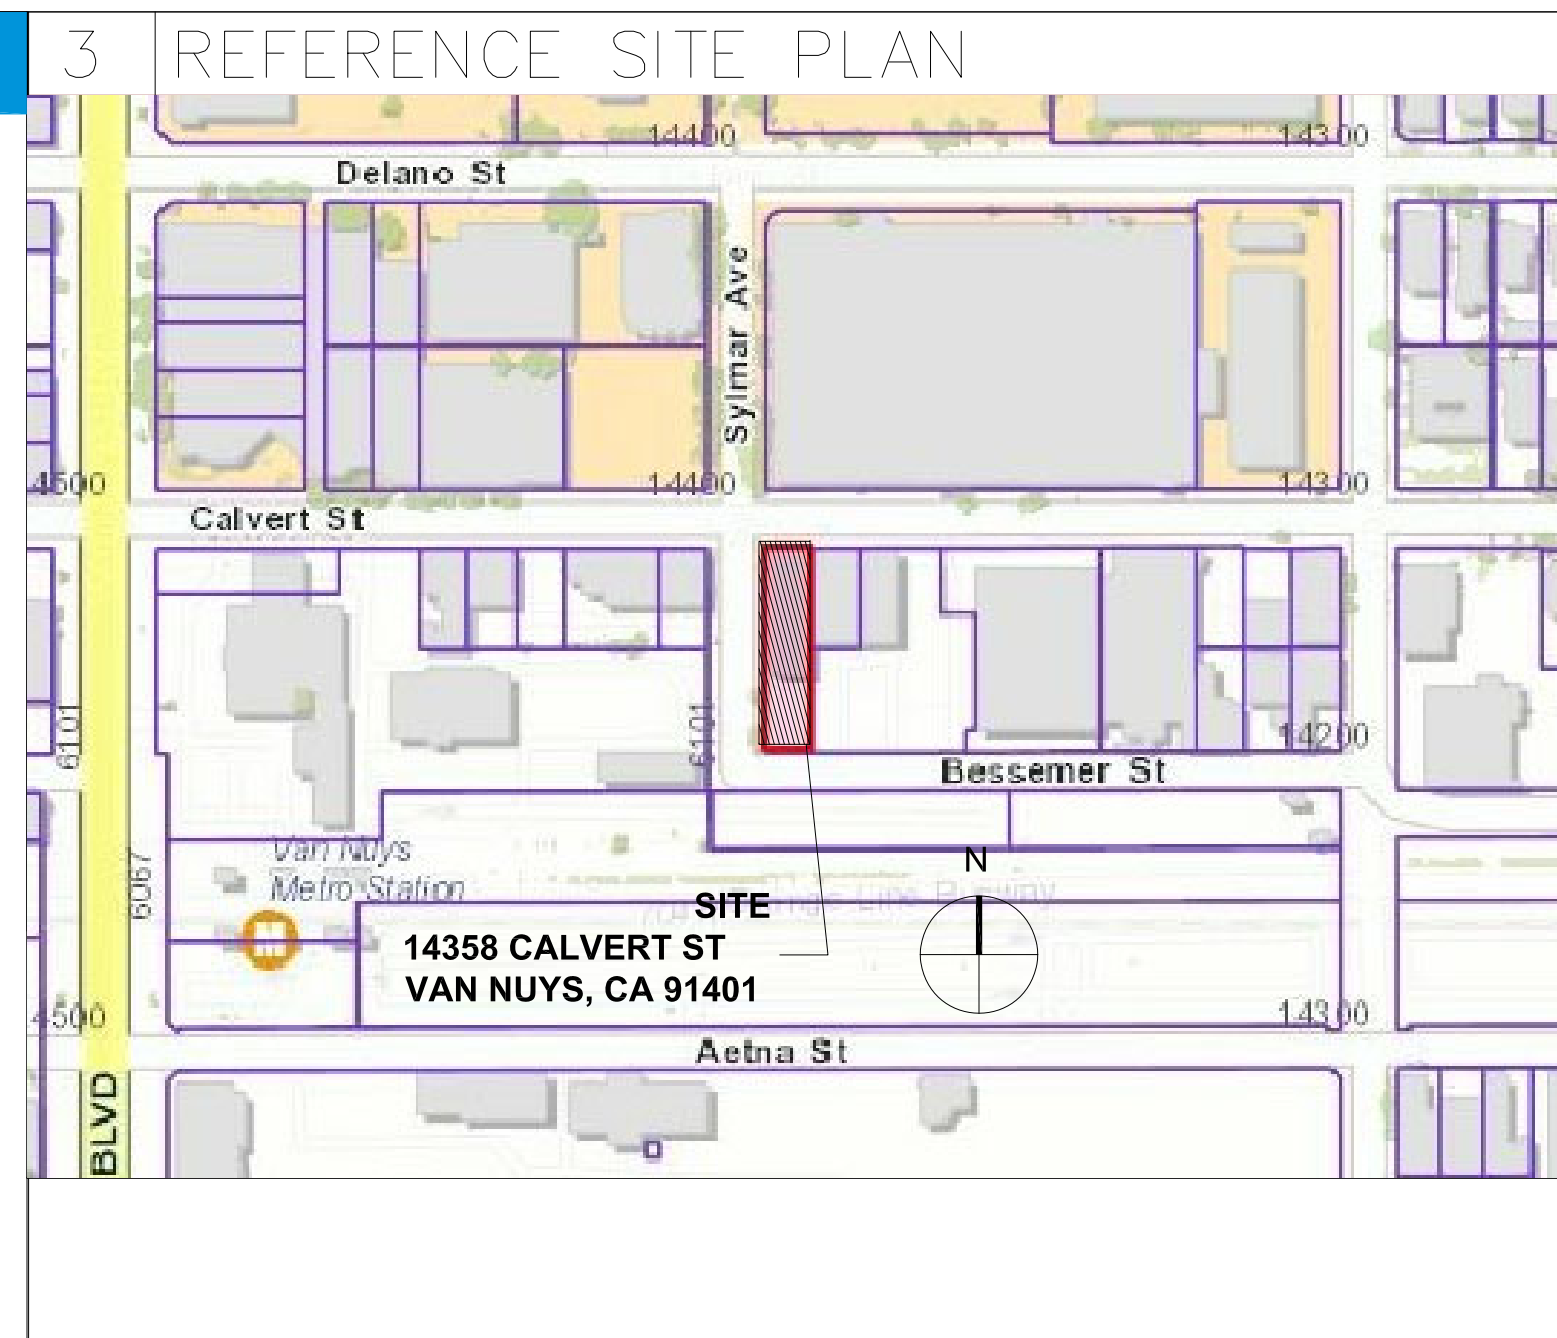 3 REFERENCE SITE PLAN
14400
14300
Delano St
Sylmar Ave
4500
14400
14300
Calvert St
6101
6101
14200
Bessemer St
Van Nuys
Metro Station
6067
N
Line Busway
SITE
14358 CALVERT ST
VAN NUYS, CA 91401
4500
14300
Aetna St
BLVD